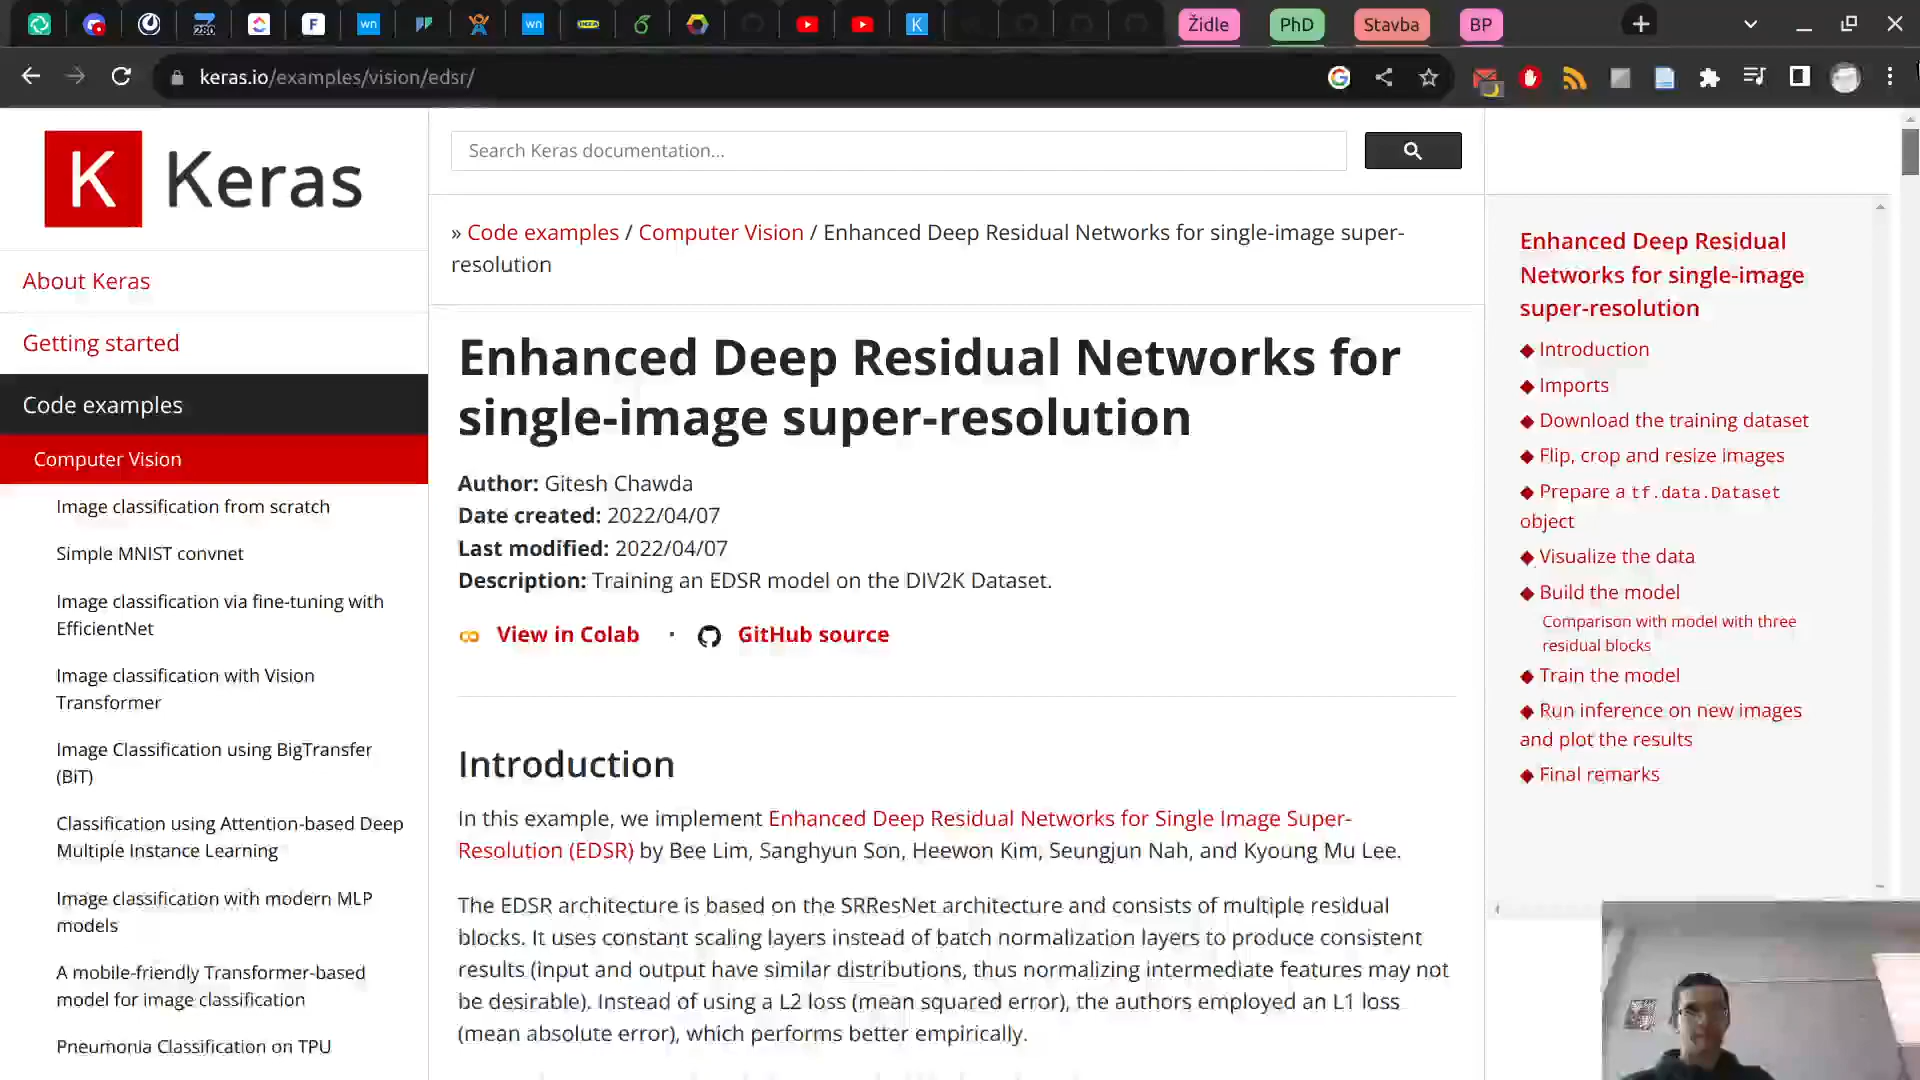 280
wn
wn
INZA
K
Židle
PhD
Stavba
BP
keras.io/examples/vision/edsr/
K Keras
About Keras
Getting started
Code examples
Computer Vision
Image classification from scratch
Simple MNIST convnet
Image classification via fine-tuning with
EfficientNet
Image classification with Vision
Transformer
Image Classification using BigTransfer
(BiT)
Classification using Attention-based Deep
Multiple Instance Learning
Image classification with modern MLP
models
A mobile-friendly Transformer-based
model for image classification
Pneumonia Classification on TPU
Search Keras documentation...
» Code examples / Computer Vision / Enhanced Deep Residual Networks for single-image super-
resolution
Enhanced Deep Residual Networks for
single-image super-resolution
Author: Gitesh Chawda
Date created: 2022/04/07
Last modified: 2022/04/07
Description: Training an EDSR model on the DIV2K Dataset.
View in Colab · GitHub source
Introduction
In this example, we implement Enhanced Deep Residual Networks for Single Image Super-
Resolution (EDSR) by Bee Lim, Sanghyun Son, Heewon Kim, Seungjun Nah, and Kyoung Mu Lee.
The EDSR architecture is based on the SRResNet architecture and consists of multiple residual
blocks. It uses constant scaling layers instead of batch normalization layers to produce consistent
results (input and output have similar distributions, thus normalizing intermediate features may not
be desirable). Instead of using a L2 loss (mean squared error), the authors employed an L1 loss
(mean absolute error), which performs better empirically.
Enhanced Deep Residual
Networks for single-image
super-resolution
◆ Introduction
◆ Imports
◆ Download the training dataset
◆ Flip, crop and resize images
◆ Prepare a tf.data.Dataset
object
◆ Visualize the data
◆ Build the model
Comparison with model with three
residual blocks
◆ Train the model
◆ Run inference on new images
and plot the results
◆ Final remarks